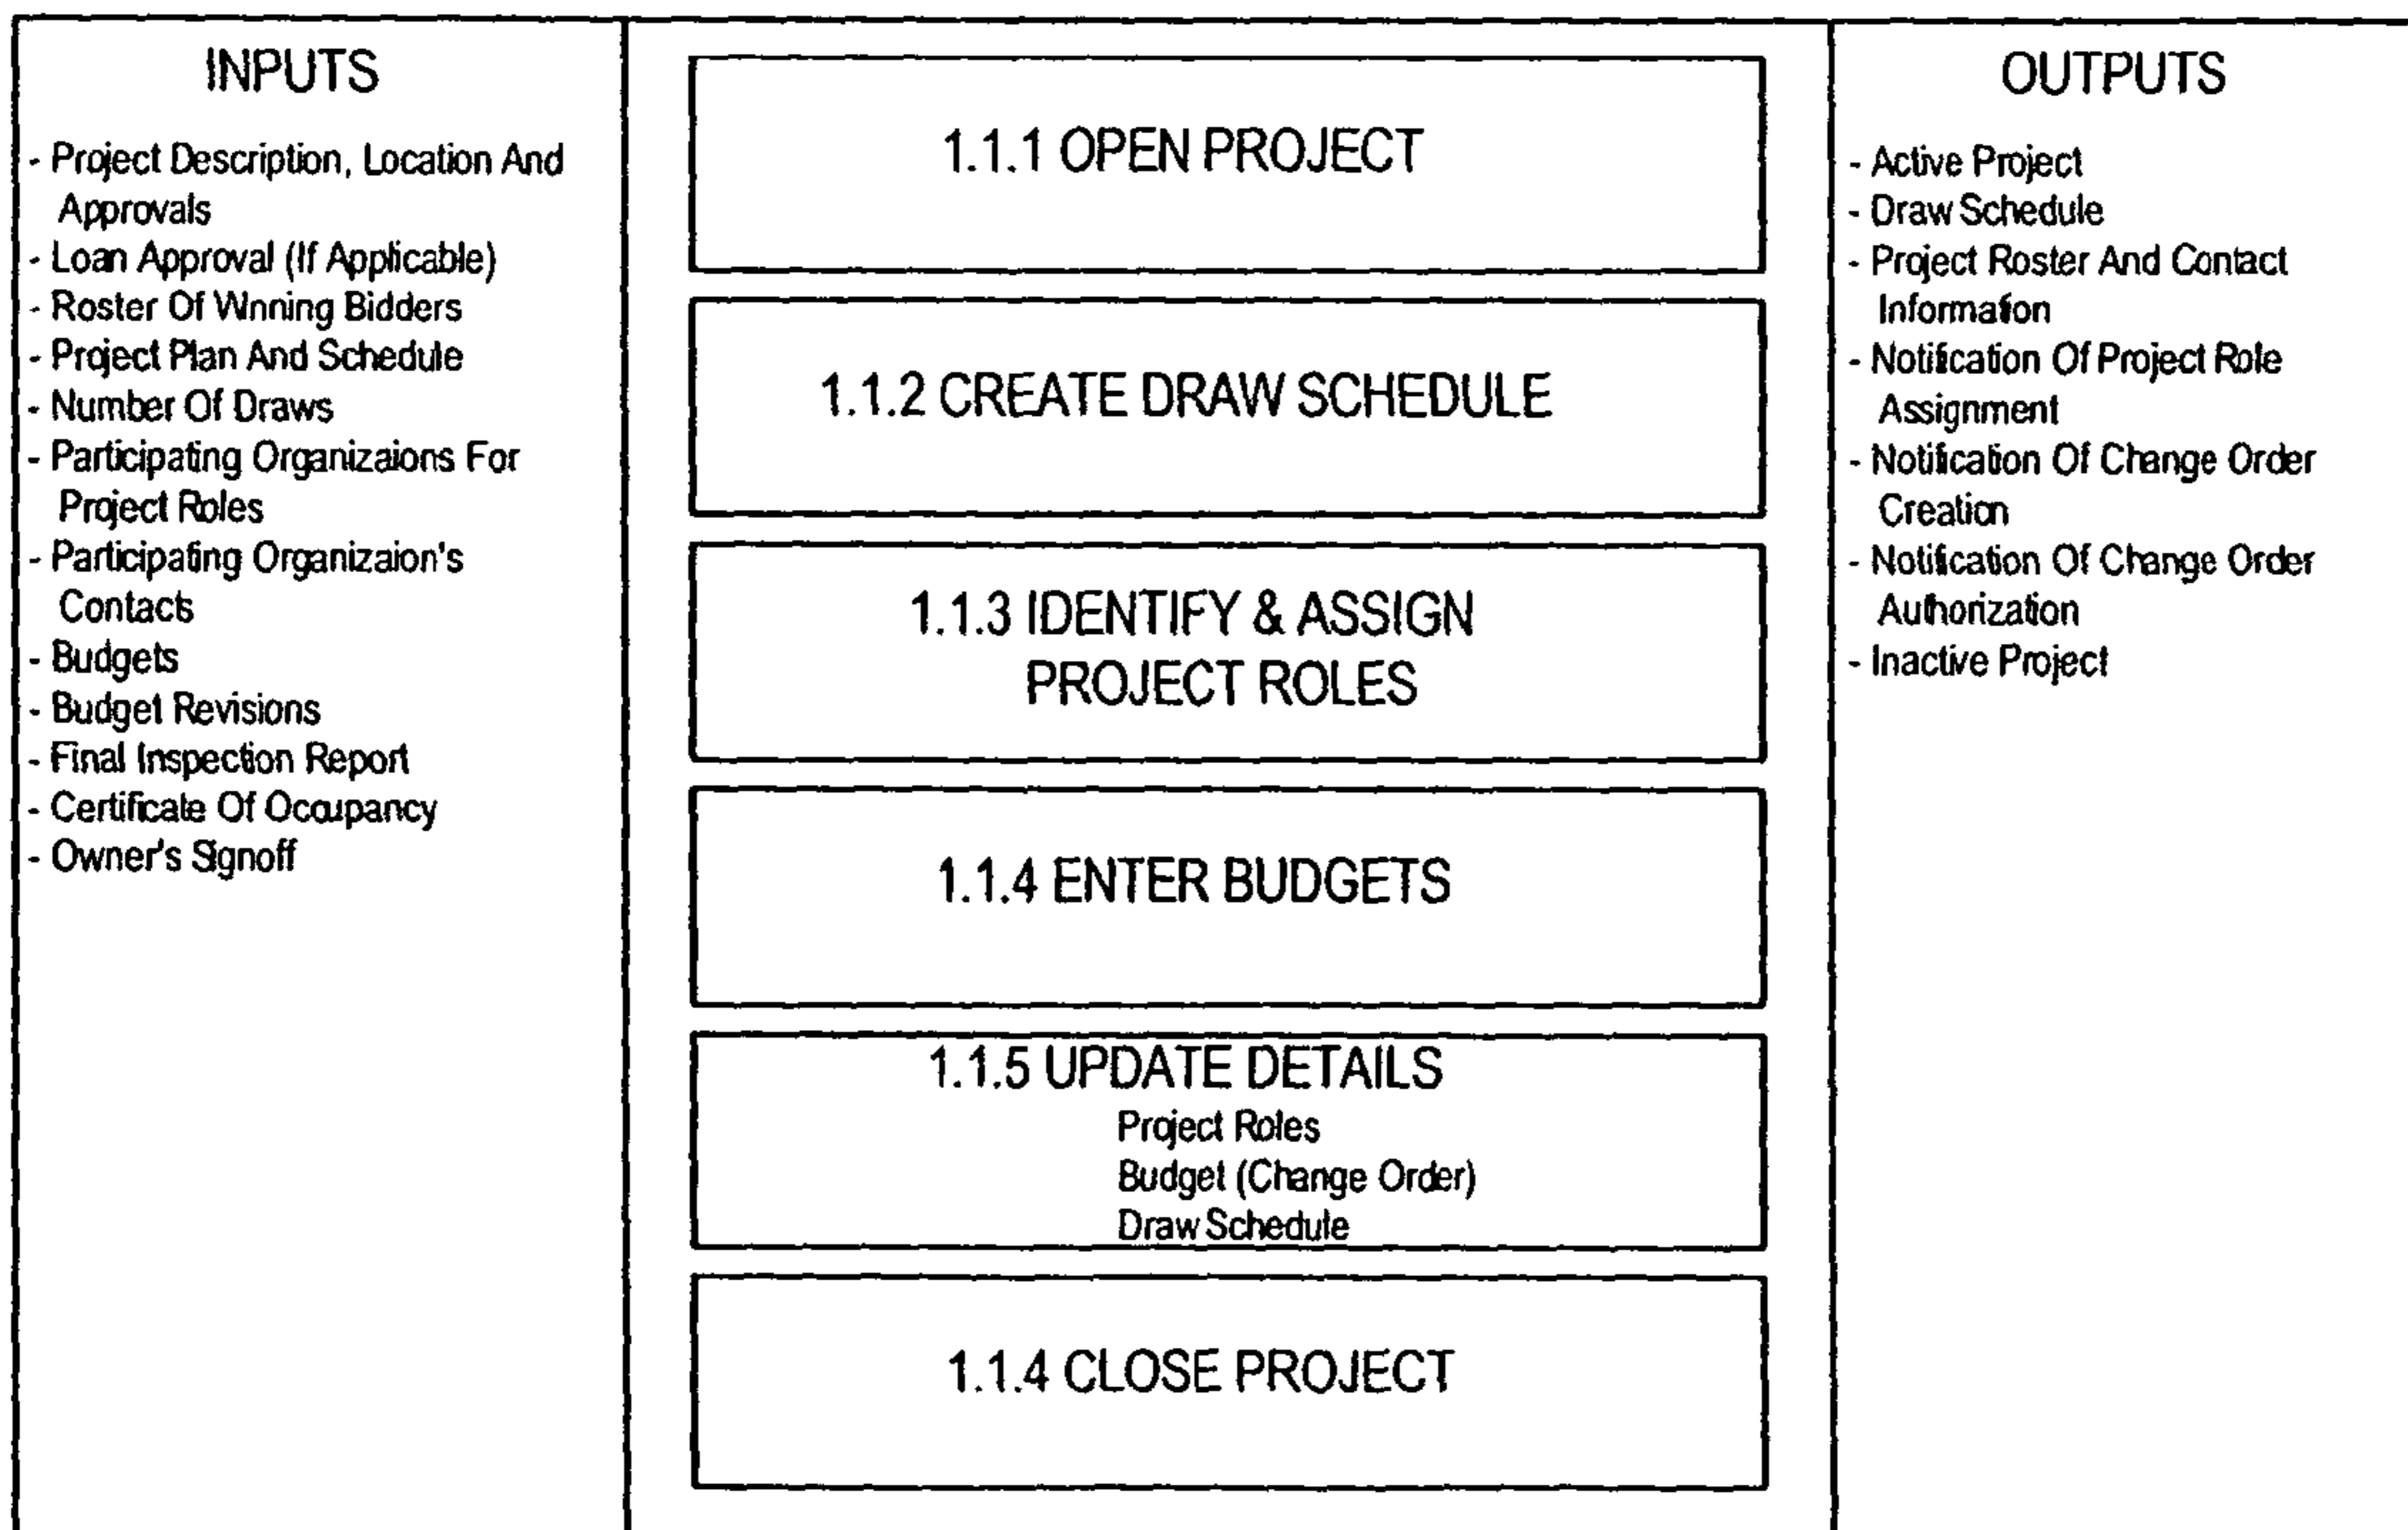 INPUTS
- Project Description, Location And
Approvals
- Loan Approval (If Applicable)
- Roster Of Wnning Bidders
- Project Plan And Schedule
- Number Of Draws
- Participating Organizaions For
Project Roles
- Participating Organizaion's
Contacts
- Budgets
- Budget Revisions
- Final Inspection Report
- Certificate Of Occupancy
- Owner's Signoff
1.1.1 OPEN PROJECT
1.1.2 CREATE DRAW SCHEDULE
1.1.3 IDENTIFY & ASSIGN
PROJECT ROLES
1.1.4 ENTER BUDGETS
1.1.5 UPDATE DETAILS
Project Roles
Budget (Change Order)
Draw Schedule
1.1.4 CLOSE PROJECT
OUTPUTS
- Active Project
- Draw Schedule
- Project Roster And Contact
Information
- Notification Of Project Role
Assignment
- Notification Of Change Order
Creation
- Notification Of Change Order
Authorization
- Inactive Project